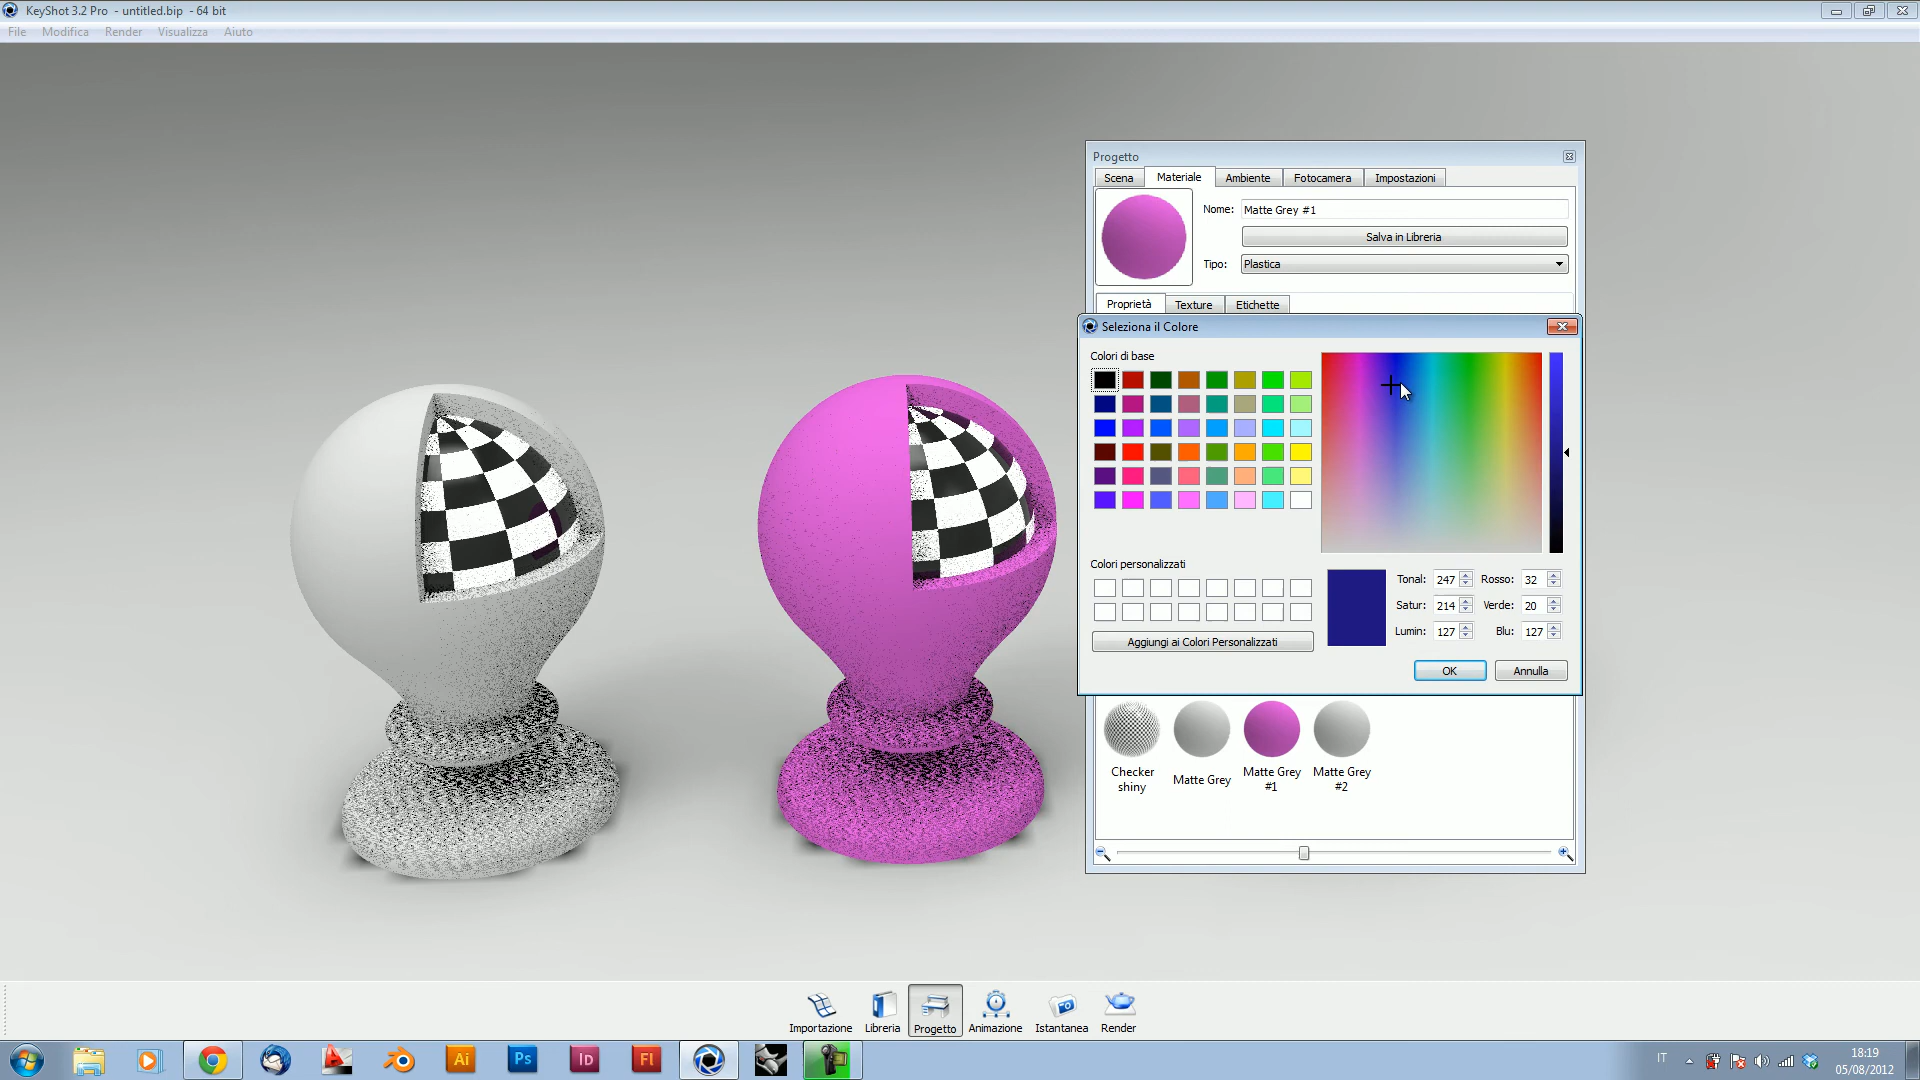 KeyShot 3.2 Pro - untitled.bip - 64 bit
File Modifica Render Visualizza Aiuto
Progetto
Scena Materiale Ambiente Fotocamera Impostazioni
Nome: Matte Grey #1
Salva in Libreria
Tipo: Plastica
Proprietà Texture Etichette
Seleziona il Colore
Colori di base
Colori personalizzati
Tonal: 247 Rosso: 32
Satur: 214 Verde: 20
Lumin: 127 Blu: 127
Aggiungi ai Colori Personalizzati
OK Annulla
Checker shiny
Matte Grey
Matte Grey #1
Matte Grey #2
Importazione Libreria Progetto Animazione Istantanea Render
Ai Ps Id Fl
IT
18:19
05/08/2012